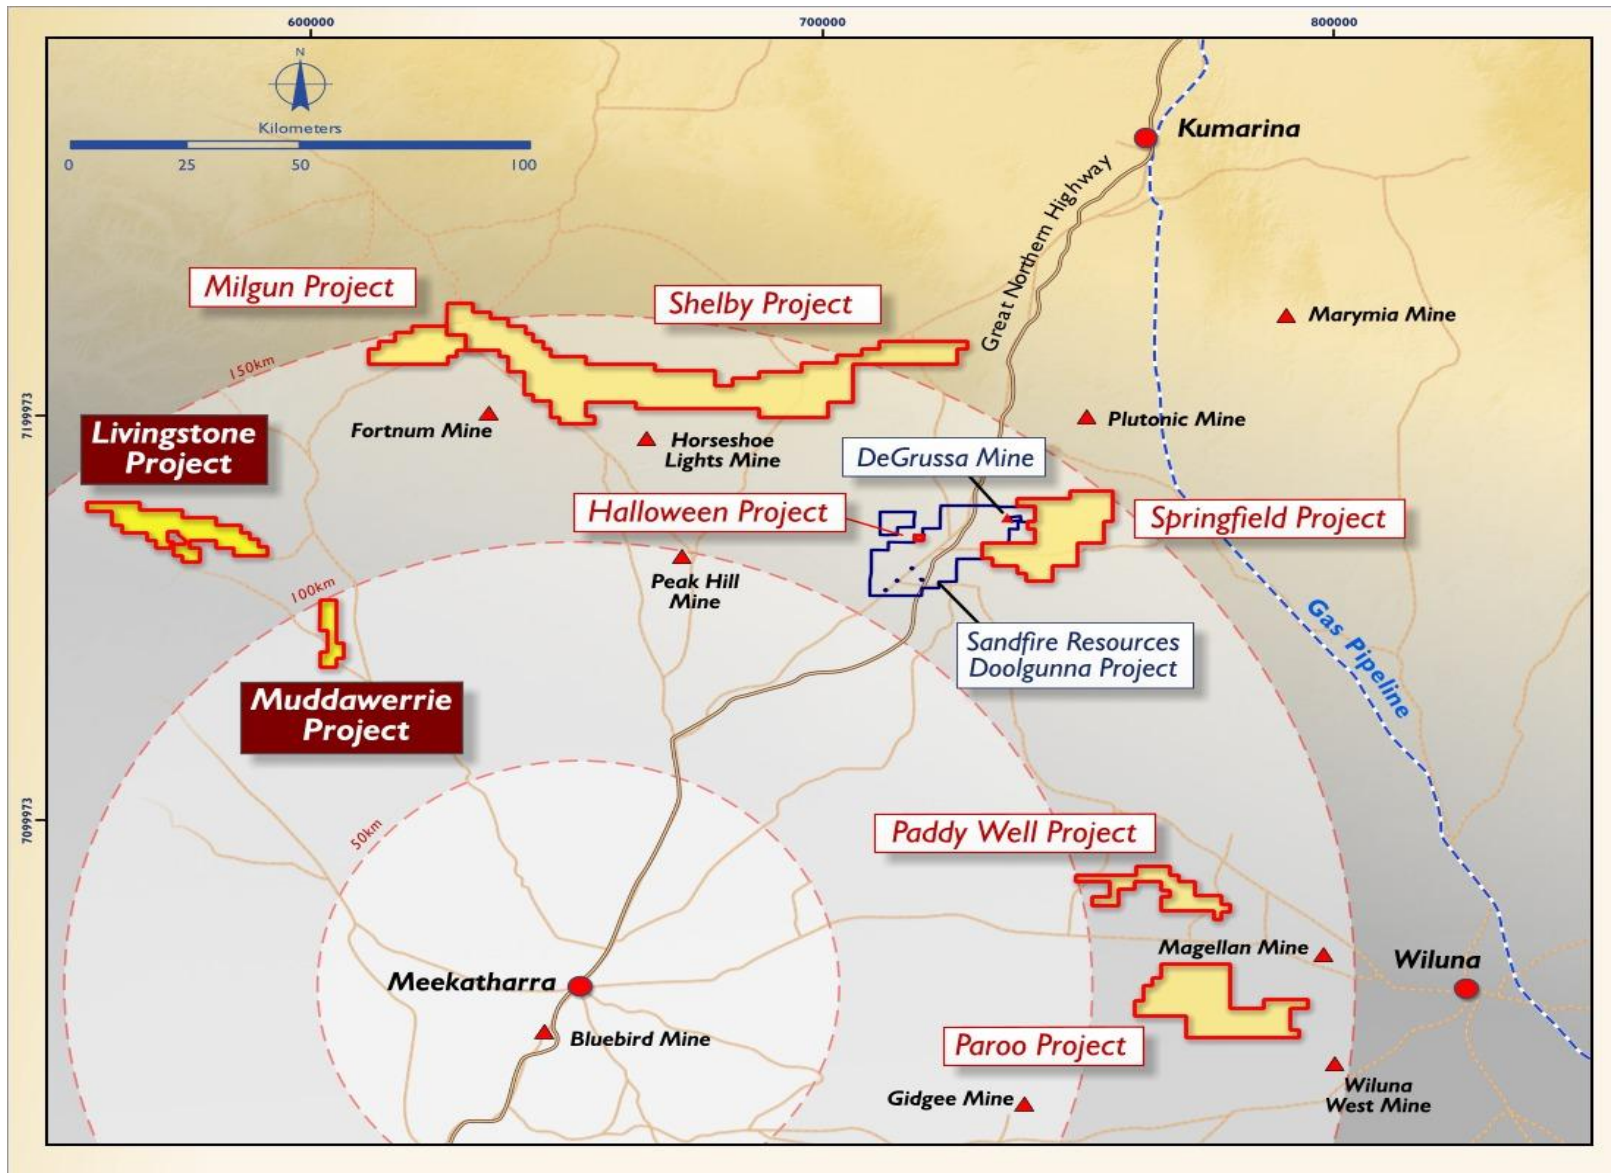 600000
700000
800000
N
Kilometers
0 25 50 100
Kumarina
Great Northern Highway
Milgun Project
Shelby Project
Marymia Mine
150km
7199973
Livingstone
Project
Fortnum Mine
Horseshoe
Lights Mine
Plutonic Mine
DeGrussa Mine
Halloween Project
Springfield Project
Peak Hill
Mine
100km
Gas Pipeline
Sandfire Resources
Doolgunna Project
Muddawerrie
Project
7099973
50km
Paddy Well Project
Magellan Mine
Wiluna
Meekatharra
Bluebird Mine
Paroo Project
Gidgee Mine
Wiluna
West Mine